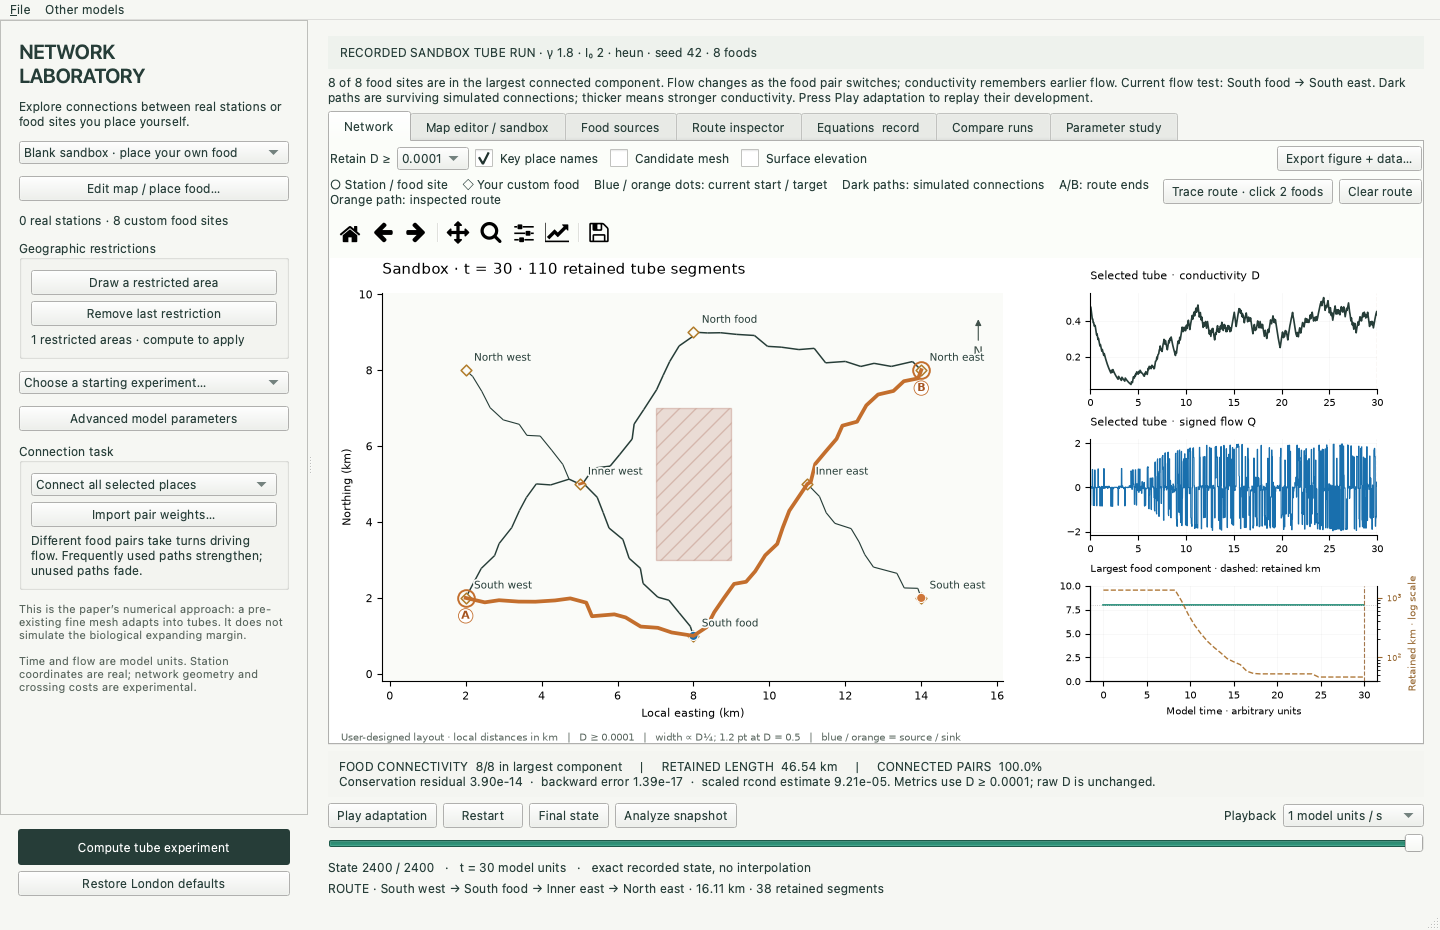 File Other models
NETWORK
LABORATORY
Explore connections between real stations or
food sites you place yourself.
Blank sandbox · place your own food
Edit map / place food...
0 real stations · 8 custom food sites
Geographic restrictions
Draw a restricted area
Remove last restriction
1 restricted areas · compute to apply
Choose a starting experiment...
Advanced model parameters
Connection task
Connect all selected places
Import pair weights...
Different food pairs take turns driving
flow. Frequently used paths strengthen;
unused paths fade.
This is the paper's numerical approach: a pre-
existing fine mesh adapts into tubes. It does not
simulate the biological expanding margin.
Time and flow are model units. Station
coordinates are real; network geometry and
crossing costs are experimental.
Compute tube experiment
Restore London defaults
RECORDED SANDBOX TUBE RUN · γ 1.8 · I₀ 2 · heun · seed 42 · 8 foods
8 of 8 food sites are in the largest connected component. Flow changes as the food pair switches; conductivity remembers earlier flow. Current flow test: South food → South east. Dark
paths are surviving simulated connections; thicker means stronger conductivity. Press Play adaptation to replay their development.
Network Map editor / sandbox Food sources Route inspector Equations record Compare runs Parameter study
Retain D ≥ 0.0001 Key place names Candidate mesh Surface elevation Export figure + data...
Station / food site Your custom food Blue / orange dots: current start / target Dark paths: simulated connections A/B: route ends
Orange path: inspected route
Trace route · click 2 foods Clear route
Sandbox · t = 30 · 110 retained tube segments
10
8
6
4
2
0
Northing (km)
0 2 4 6 8 10 12 14 16
Local easting (km)
North food
N
North west
North east
B
Inner west
Inner east
South west
A
South east
South food
User-designed layout · local distances in km | D ≥ 0.0001 | width ∝ D¼; 1.2 pt at D = 0.5 | blue / orange = source / sink
Selected tube · conductivity D
0.4
0.2
0 5 10 15 20 25 30
Selected tube · signed flow Q
2
0
−2
0 5 10 15 20 25 30
Largest food component · dashed: retained km
10.0
7.5
5.0
2.5
0.0
10³
10²
Retained km · log scale
0 5 10 15 20 25 30
Model time · arbitrary units
FOOD CONNECTIVITY 8/8 in largest component | RETAINED LENGTH 46.54 km | CONNECTED PAIRS 100.0%
Conservation residual 3.90e-14 · backward error 1.39e-17 · scaled rcond estimate 9.21e-05. Metrics use D ≥ 0.0001; raw D is unchanged.
Play adaptation Restart Final state Analyze snapshot Playback 1 model units / s
State 2400 / 2400 · t = 30 model units · exact recorded state, no interpolation
ROUTE · South west → South food → Inner east → North east · 16.11 km · 38 retained segments